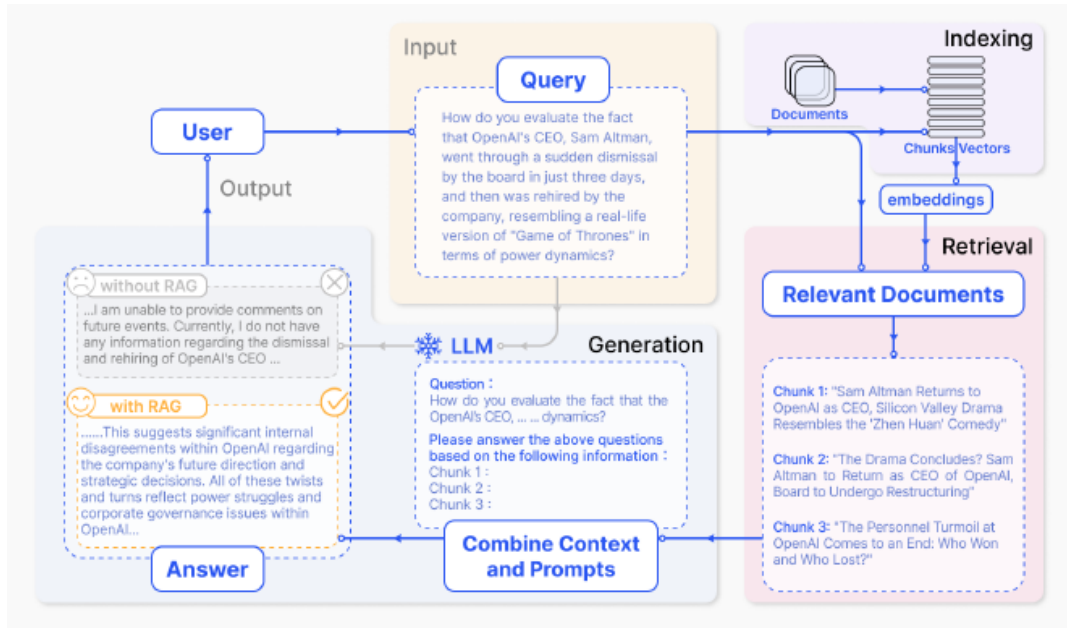 Input
Query
How do you evaluate the fact
that OpenAI's CEO, Sam Altman,
went through a sudden dismissal
by the board in just three days,
and then was rehired by the
company, resembling a real-life
version of "Game of Thrones" in
terms of power dynamics?
Indexing
Documents
Chunks Vectors
embeddings
User
Output
Retrieval
Relevant Documents
Chunk 1: "Sam Altman Returns to
OpenAI as CEO, Silicon Valley Drama
Resembles the 'Zhen Huan' Comedy"
Chunk 2: "The Drama Concludes? Sam
Altman to Return as CEO of OpenAI,
Board to Undergo Restructuring"
Chunk 3: "The Personnel Turmoil at
OpenAI Comes to an End: Who Won
and Who Lost?"
LLM
Generation
Question :
How do you evaluate the fact that the
OpenAI's CEO, ... ... dynamics?
Please answer the above questions
based on the following information :
Chunk 1 :
Chunk 2 :
Chunk 3 :
Combine Context
and Prompts
without RAG
...I am unable to provide comments on
future events. Currently, I do not have
any information regarding the dismissal
and rehiring of OpenAI's CEO ...
with RAG
......This suggests significant internal
disagreements within OpenAI regarding
the company's future direction and
strategic decisions. All of these twists
and turns reflect power struggles and
corporate governance issues within
OpenAI...
Answer